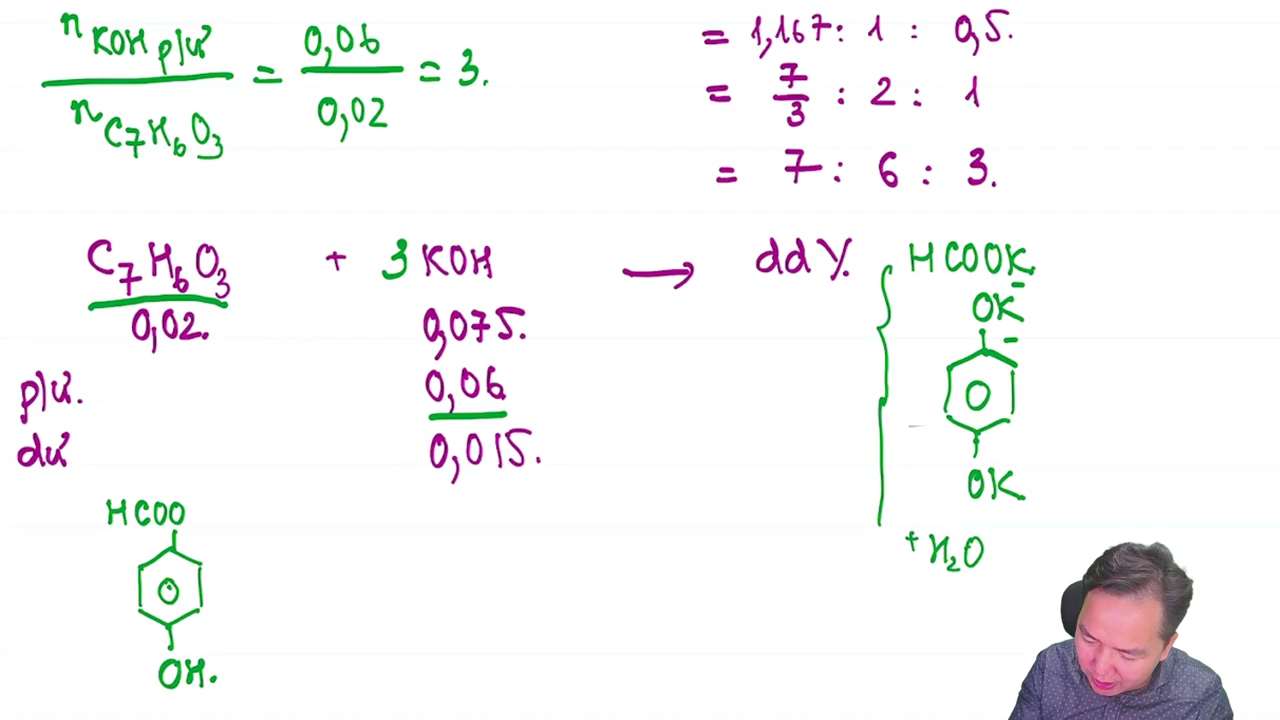 n KOH p/ư / n C7H6O3 = 0,06 / 0,02 = 3.
= 1,167 : 1 : 0,5.
= 7/3 : 2 : 1
= 7 : 6 : 3.
C7H6O3 + 3 KOH → dd Y. { HCOOK
0,02. 0,075. OK
p/ư. 0,06
dư 0,015. OK
HCOO + H2O
OH.